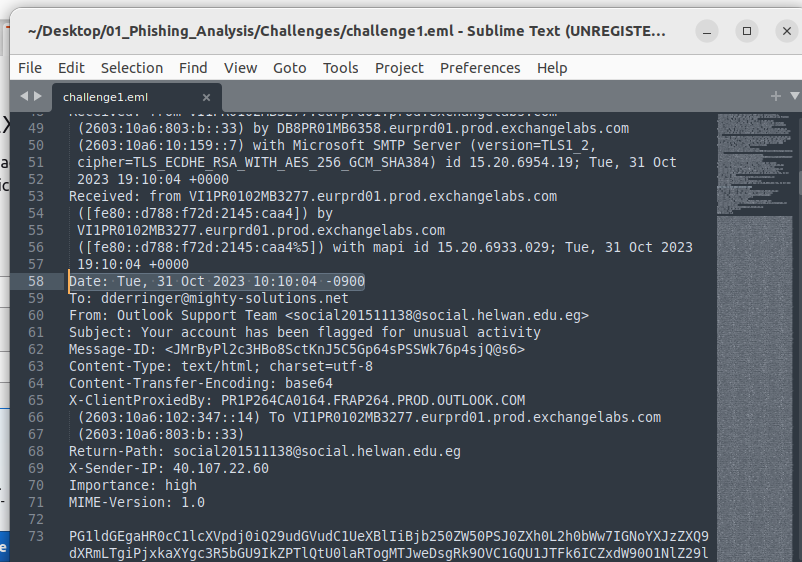 ~/Desktop/01_Phishing_Analysis/Challenges/challenge1.eml - Sublime Text (UNREGISTE...
File Edit Selection Find View Goto Tools Project Preferences Help
challenge1.eml
48 Received: from VI1PR0102MB3277.eurprd01.prod.exchangelabs.com
49 (2603:10a6:803:b::33) by DB8PR01MB6358.eurprd01.prod.exchangelabs.com
50 (2603:10a6:10:159::7) with Microsoft SMTP Server (version=TLS1_2,
51 cipher=TLS_ECDHE_RSA_WITH_AES_256_GCM_SHA384) id 15.20.6954.19; Tue, 31 Oct
52 2023 19:10:04 +0000
53 Received: from VI1PR0102MB3277.eurprd01.prod.exchangelabs.com
54 ([fe80::d788:f72d:2145:caa4]) by
55 VI1PR0102MB3277.eurprd01.prod.exchangelabs.com
56 ([fe80::d788:f72d:2145:caa4%5]) with mapi id 15.20.6933.029; Tue, 31 Oct 2023
57 19:10:04 +0000
58 Date: Tue, 31 Oct 2023 10:10:04 -0900
59 To: dderringer@mighty-solutions.net
60 From: Outlook Support Team <social201511138@social.helwan.edu.eg>
61 Subject: Your account has been flagged for unusual activity
62 Message-ID: <JMrByPl2c3HBo8SctKnJ5C5Gp64sPSSWk76p4sjQ@s6>
63 Content-Type: text/html; charset=utf-8
64 Content-Transfer-Encoding: base64
65 X-ClientProxiedBy: PR1P264CA0164.FRAP264.PROD.OUTLOOK.COM
66 (2603:10a6:102:347::14) To VI1PR0102MB3277.eurprd01.prod.exchangelabs.com
67 (2603:10a6:803:b::33)
68 Return-Path: social201511138@social.helwan.edu.eg
69 X-Sender-IP: 40.107.22.60
70 Importance: high
71 MIME-Version: 1.0
72
73 PG1ldGEgaHR0cC1lcXVpdj0iQ29udGVudC1UeXBlIiBjb250ZW50PSJ0ZXh0L2h0bWw7IGNoYXJzZXQ9
dXRmLTgiPjxkaXYgc3R5bGU9IkZPTlQtU0laRTogMTJweDsgRk9OVC1GQU1JTFk6ICZxdW90O1NlZ29l